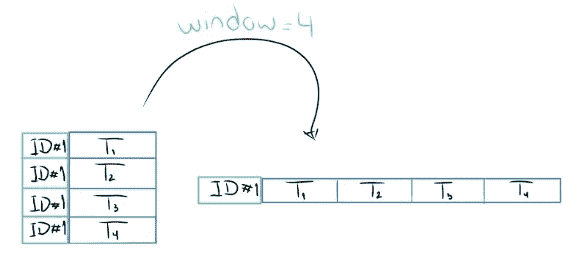 window=4
ID#1 T₁
ID#1 T₂
ID#1 T₃
ID#1 T₄
ID#1 T₁ T₂ T₃ T₄